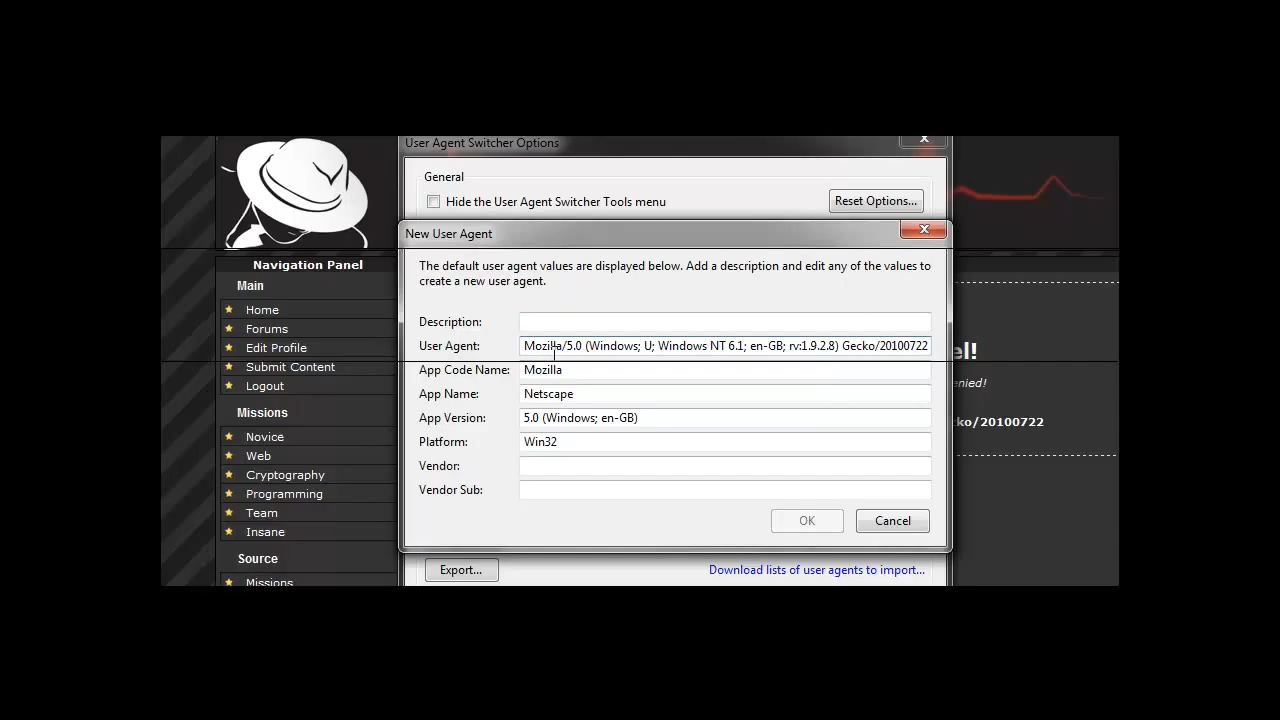 User Agent Switcher Options
General
Hide the User Agent Switcher Tools menu
Reset Options...
New User Agent
The default user agent values are displayed below. Add a description and edit any of the values to
create a new user agent.
Description:
User Agent: Mozilla/5.0 (Windows; U; Windows NT 6.1; en-GB; rv:1.9.2.8) Gecko/20100722
App Code Name: Mozilla
App Name: Netscape
App Version: 5.0 (Windows; en-GB)
Platform: Win32
Vendor:
Vendor Sub:
OK Cancel
Export... Download lists of user agents to import...
Navigation Panel
Main
Home
Forums
Edit Profile
Submit Content
Logout
Missions
Novice
Web
Cryptography
Programming
Team
Insane
Source
Missions
el!
enied!
cko/20100722